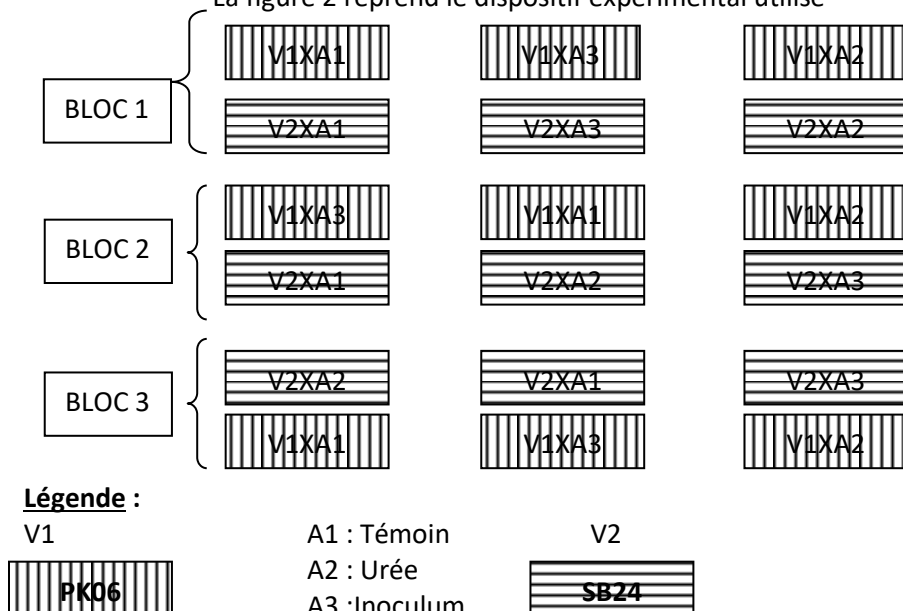 La figure 2 reprend le dispositif expérimental utilisé
BLOC 1
V1XA1 V1XA3 V1XA2
V2XA1 V2XA3 V2XA2
BLOC 2
V1XA3 V1XA1 V1XA2
V2XA1 V2XA2 V2XA3
BLOC 3
V2XA2 V2XA1 V2XA3
V1XA1 V1XA3 V1XA2
Légende :
V1 A1 : Témoin V2
A2 : Urée
PK06 A3 :Inoculum SB24